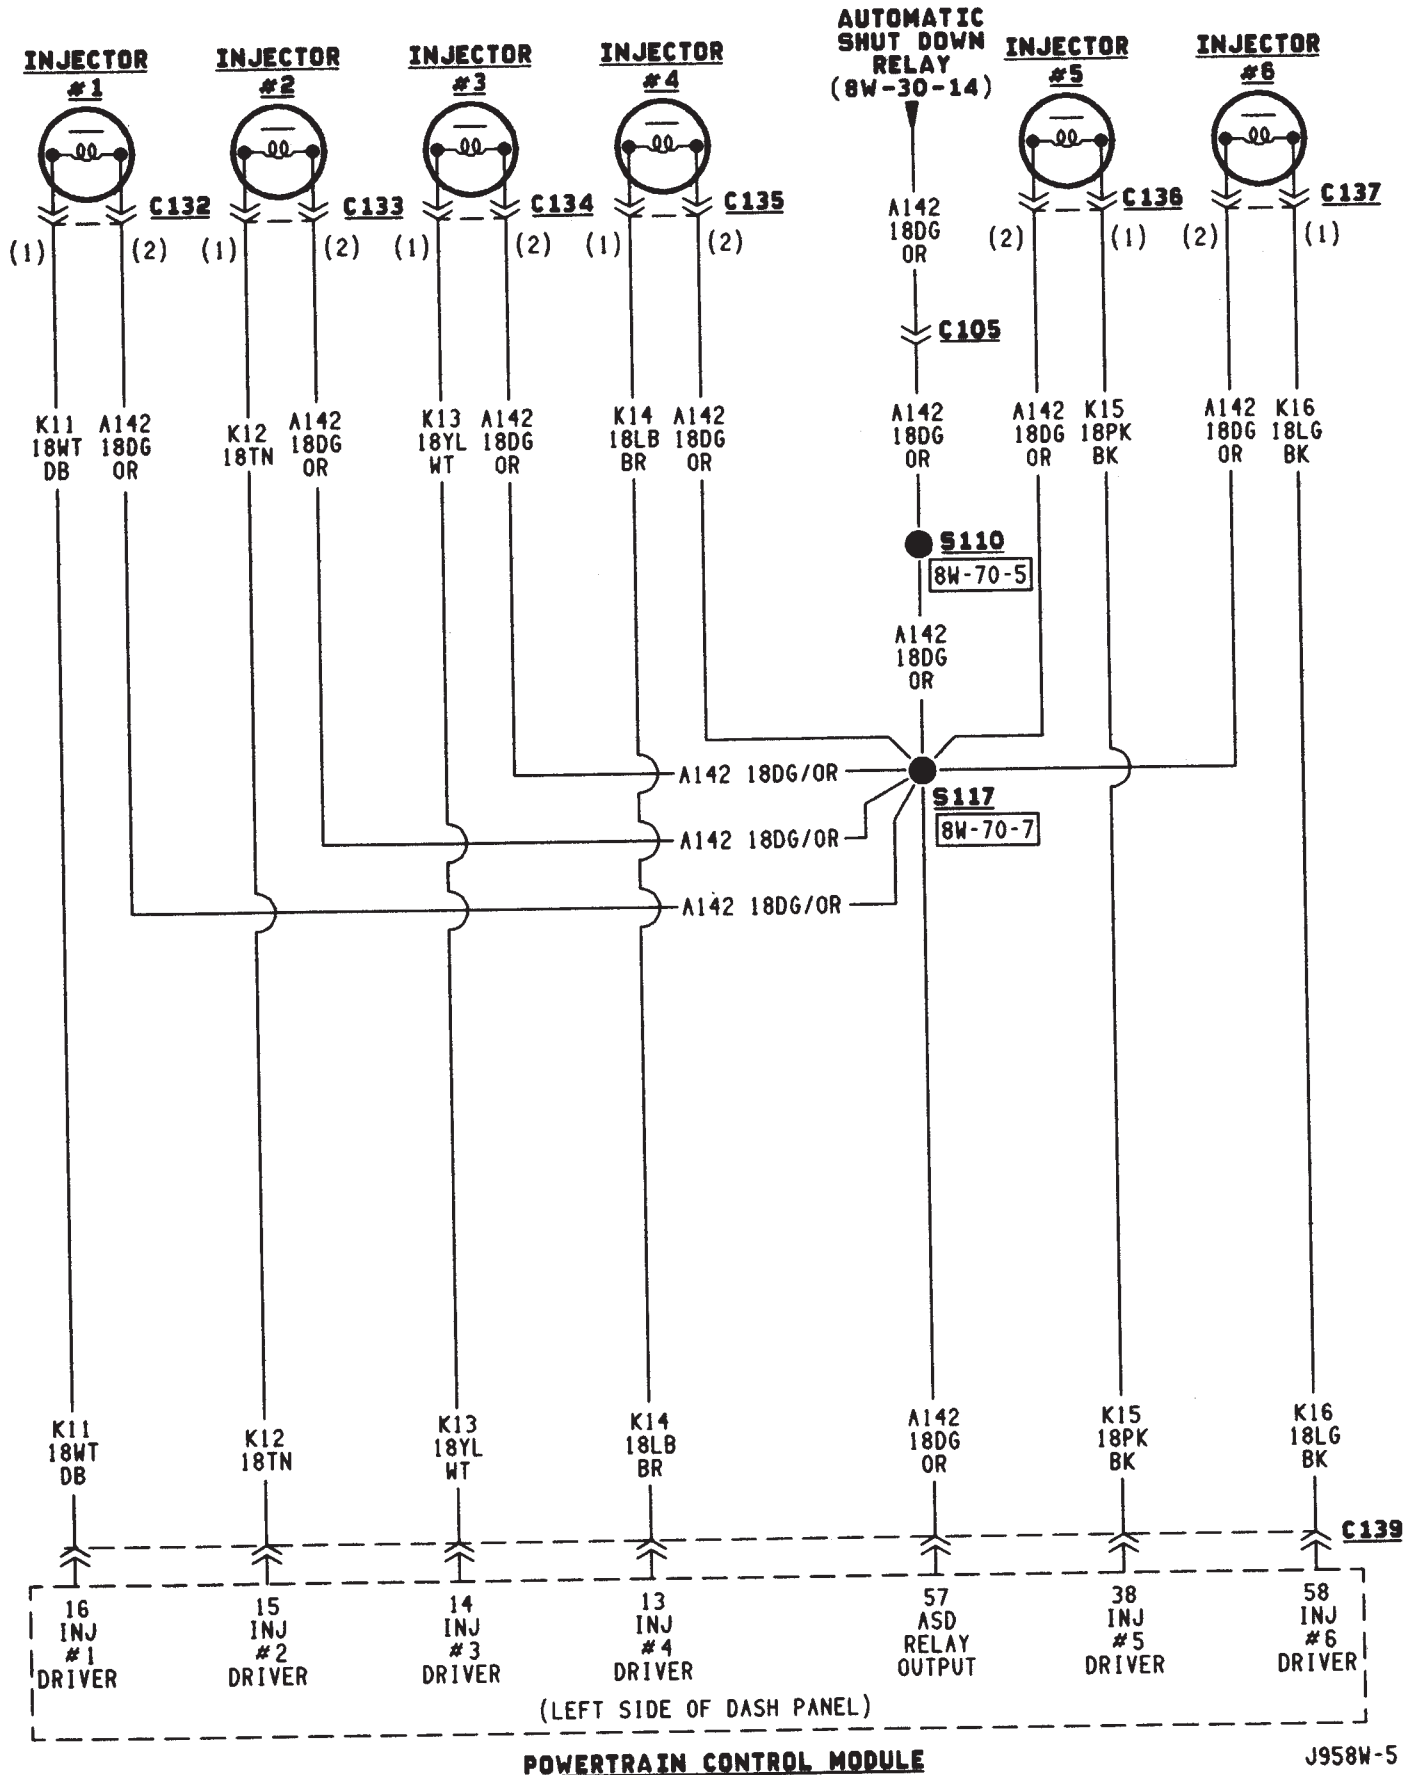 AUTOMATIC
SHUT DOWN
RELAY
(8W-30-14)
INJECTOR
#1
INJECTOR
#2
INJECTOR
#3
INJECTOR
#4
INJECTOR
#5
INJECTOR
#6
C132
C133
C134
C135
C136
C137
(1)
(2)
(1)
(2)
(1)
(2)
(1)
(2)
(2)
(1)
(2)
(1)
A142
18DG
OR
C105
K11
18WT
DB
A142
18DG
OR
K12
18TN
A142
18DG
OR
K13
18YL
WT
A142
18DG
OR
K14
18LB
BR
A142
18DG
OR
A142
18DG
OR
A142
18DG
OR
K15
18PK
BK
A142
18DG
OR
K16
18LG
BK
S110
8W-70-5
A142
18DG
OR
A142 18DG/OR
S117
8W-70-7
A142 18DG/OR
A142 18DG/OR
K11
18WT
DB
K12
18TN
K13
18YL
WT
K14
18LB
BR
A142
18DG
OR
K15
18PK
BK
K16
18LG
BK
C139
16
INJ
#1
DRIVER
15
INJ
#2
DRIVER
14
INJ
#3
DRIVER
13
INJ
#4
DRIVER
57
ASD
RELAY
OUTPUT
38
INJ
#5
DRIVER
58
INJ
#6
DRIVER
(LEFT SIDE OF DASH PANEL)
POWERTRAIN CONTROL MODULE
J958W-5